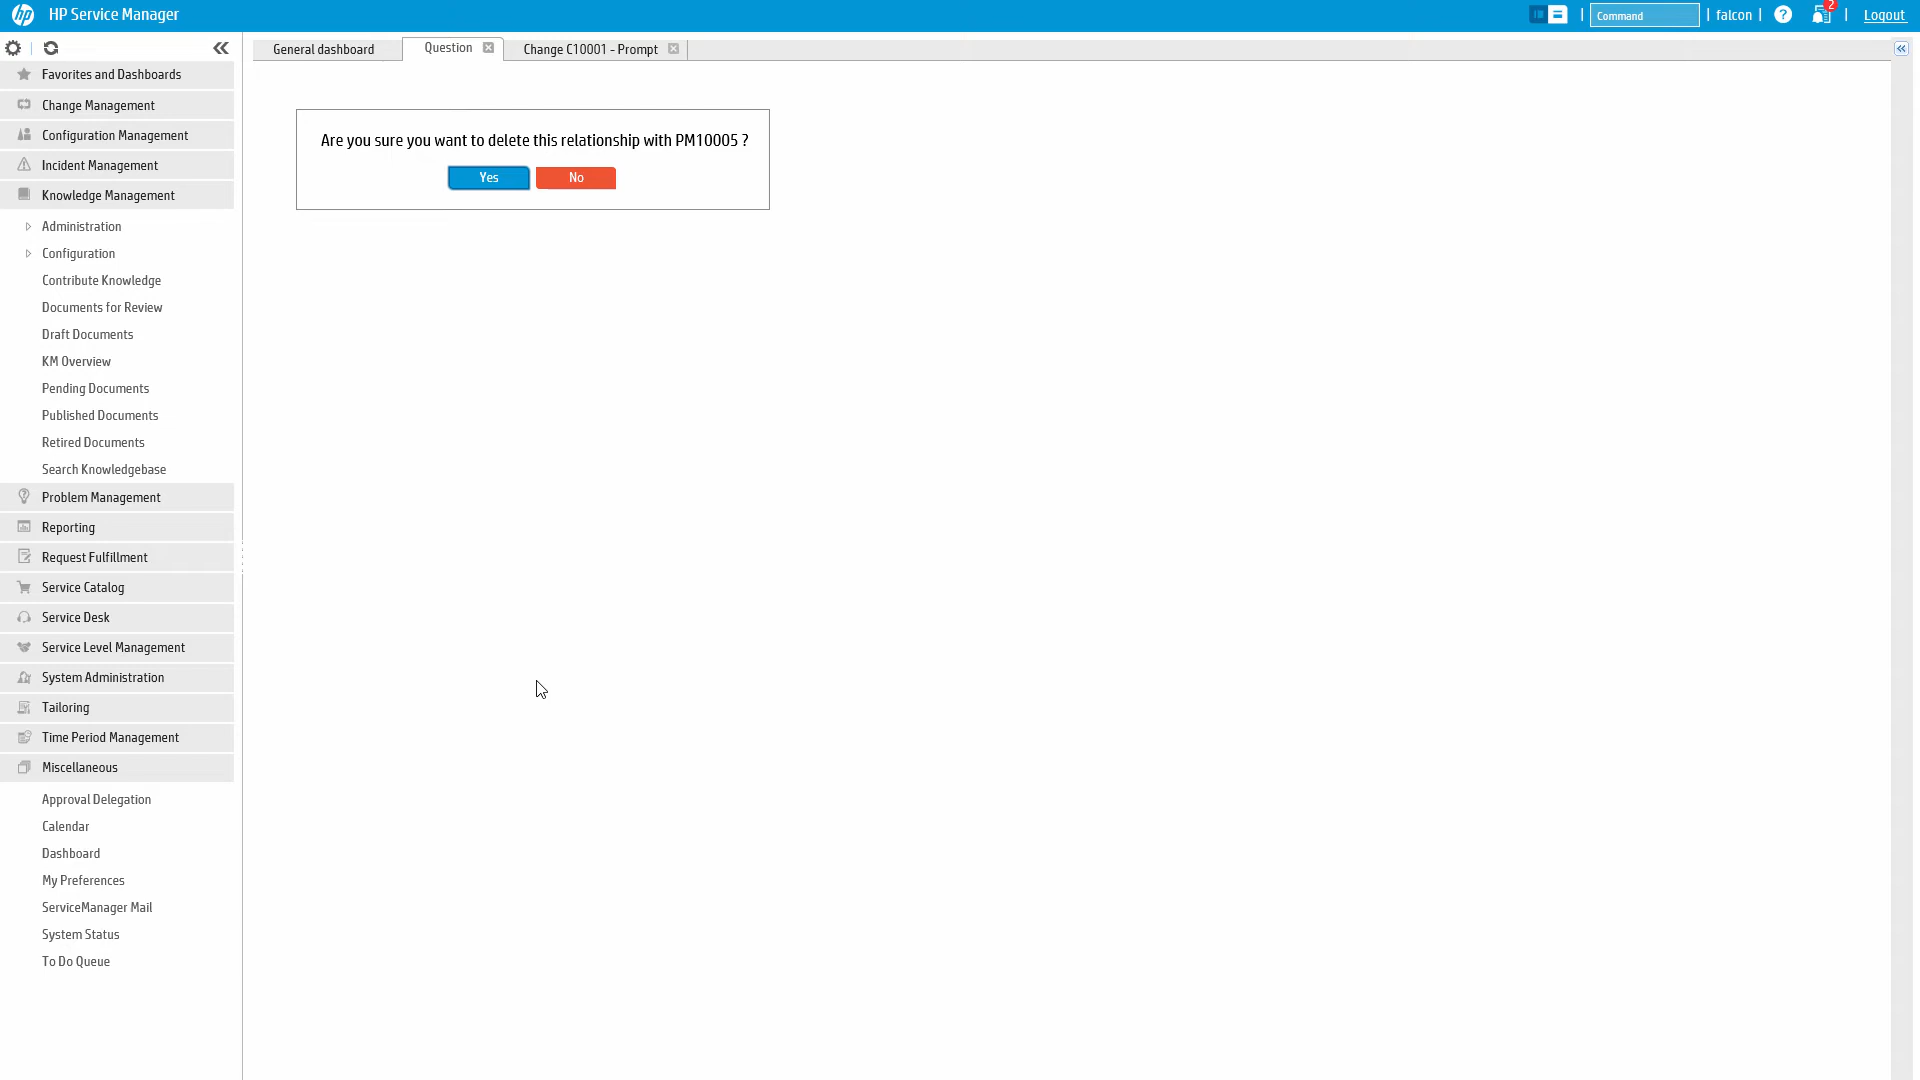 hp HP Service Manager
Command
falcon
?
2
Logout
General dashboard
Question
Change C10001 - Prompt
Favorites and Dashboards
Change Management
Configuration Management
Incident Management
Knowledge Management
Administration
Configuration
Contribute Knowledge
Documents for Review
Draft Documents
KM Overview
Pending Documents
Published Documents
Retired Documents
Search Knowledgebase
Problem Management
Reporting
Request Fulfillment
Service Catalog
Service Desk
Service Level Management
System Administration
Tailoring
Time Period Management
Miscellaneous
Approval Delegation
Calendar
Dashboard
My Preferences
ServiceManager Mail
System Status
To Do Queue
Are you sure you want to delete this relationship with PM10005 ?
Yes
No